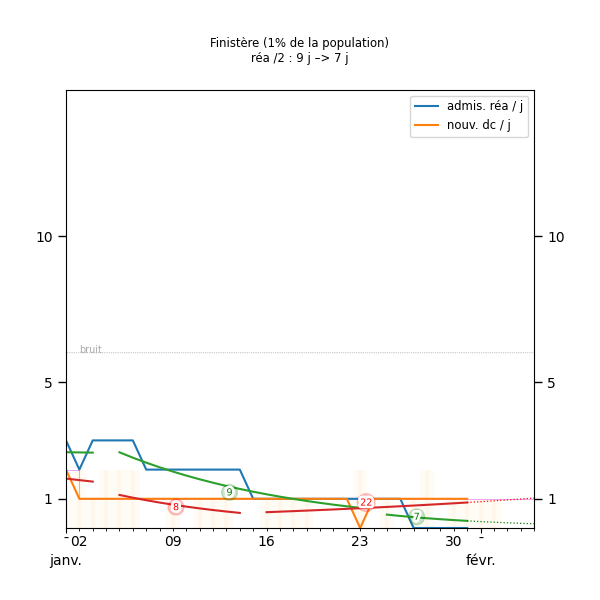 Finistère (1% de la population)
réa /2 : 9 j –> 7 j
admis. réa / j
nouv. dc / j
10 10
bruit
5 5
9
8
22
7
1 1
02 09 16 23 30 -
janv. févr.